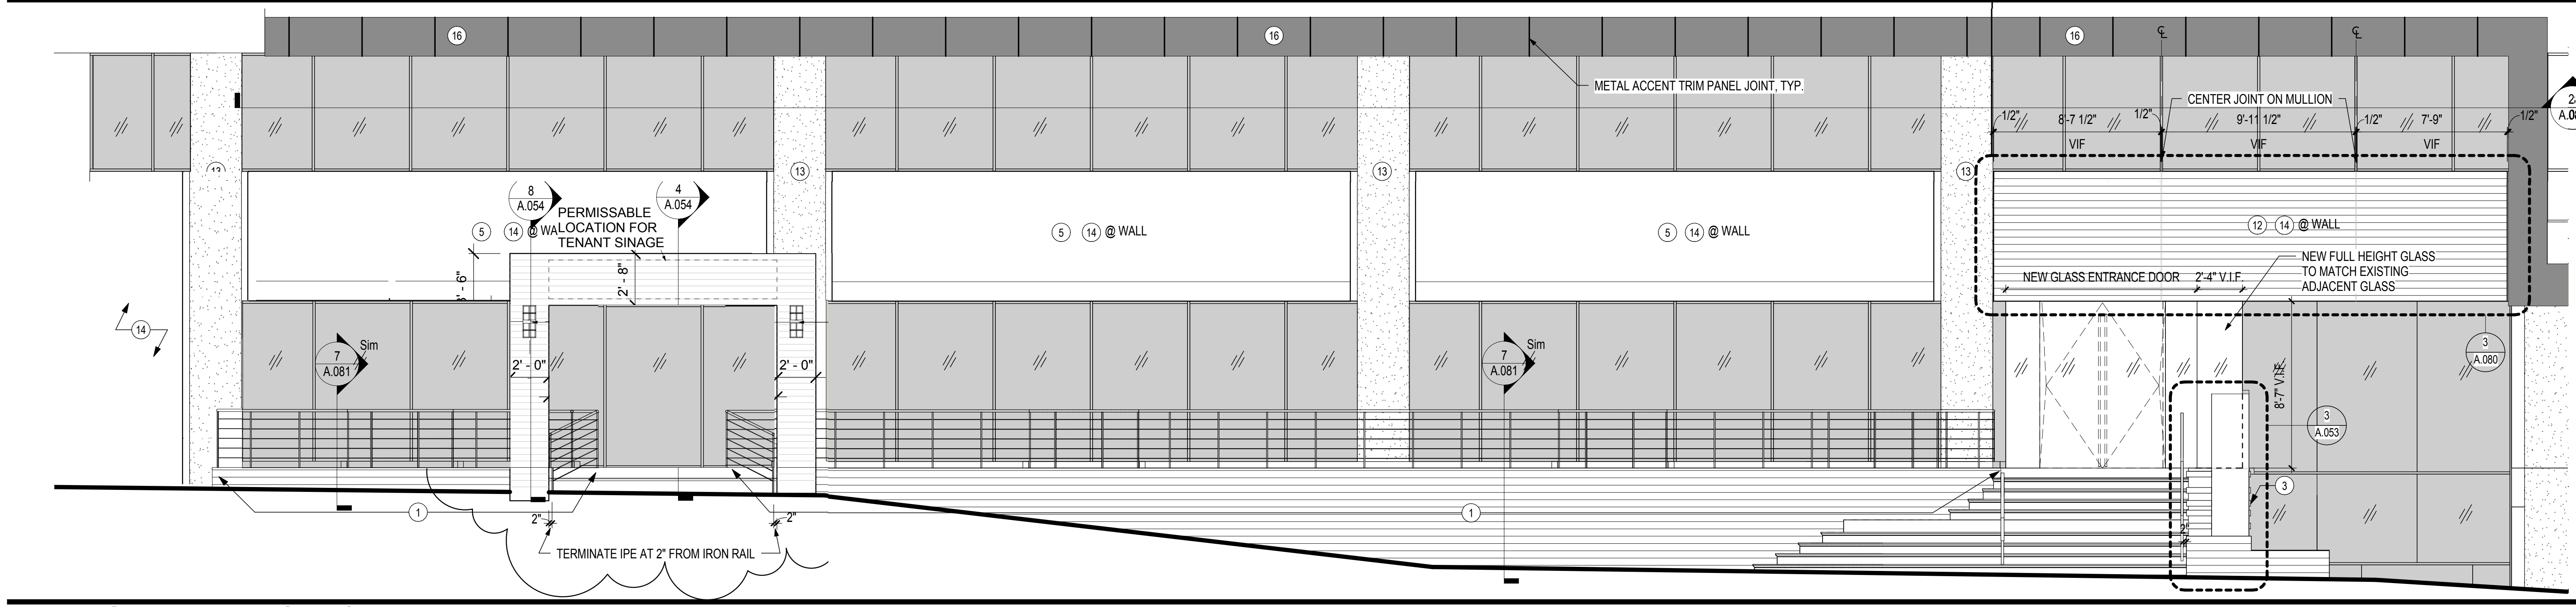 16
16
16
℄
℄
METAL ACCENT TRIM PANEL JOINT, TYP.
CENTER JOINT ON MULLION
1/2"
8'-7 1/2"
VIF
1/2"
9'-11 1/2"
VIF
1/2"
7'-9"
VIF
1/2"
13
13
13
8
A.054
4
A.054
PERMISSABLE
LOCATION FOR
TENANT SINAGE
5
14
@ WA
5
14
@ WALL
5
14
@ WALL
12
14
@ WALL
2' - 8"
NEW GLASS ENTRANCE DOOR
2'-4" V.I.F.
NEW FULL HEIGHT GLASS
TO MATCH EXISTING
ADJACENT GLASS
14
7
A.081
Sim
2' - 0"
2' - 0"
7
A.081
Sim
8'-7" V.I.F.
3
A.080
3
A.053
3
1
2"
2"
1
2"
TERMINATE IPE AT 2" FROM IRON RAIL